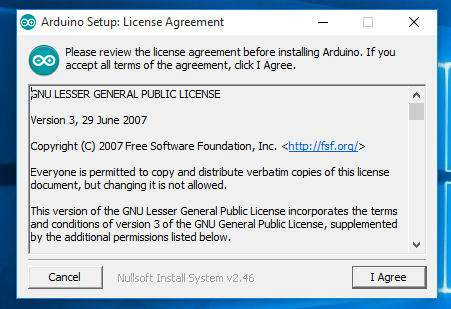 Arduino Setup: License Agreement
Please review the license agreement before installing Arduino. If you
accept all terms of the agreement, click I Agree.
GNU LESSER GENERAL PUBLIC LICENSE
Version 3, 29 June 2007
Copyright (C) 2007 Free Software Foundation, Inc. <http://fsf.org/>
Everyone is permitted to copy and distribute verbatim copies of this license
document, but changing it is not allowed.
This version of the GNU Lesser General Public License incorporates the terms
and conditions of version 3 of the GNU General Public License, supplemented
by the additional permissions listed below.
Cancel
Nullsoft Install System v2.46
I Agree